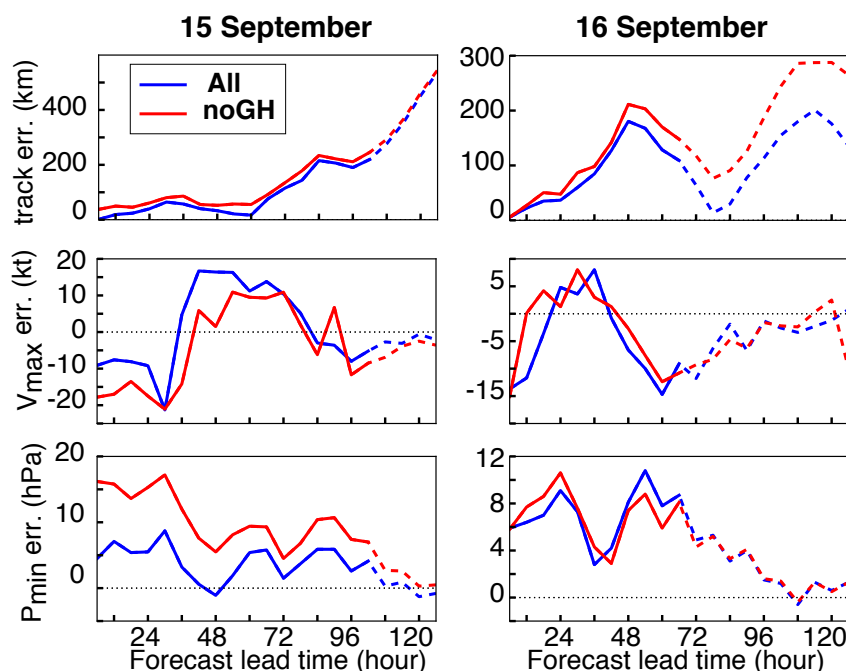 15 September
16 September
track err. (km)
400
200
0
All
noGH
300
200
100
0
Vmax err. (kt)
20
10
0
-10
-20
5
-5
-15
Pmin err. (hPa)
20
10
0
12
8
4
0
24 48 72 96 120
24 48 72 96 120
Forecast lead time (hour)
Forecast lead time (hour)